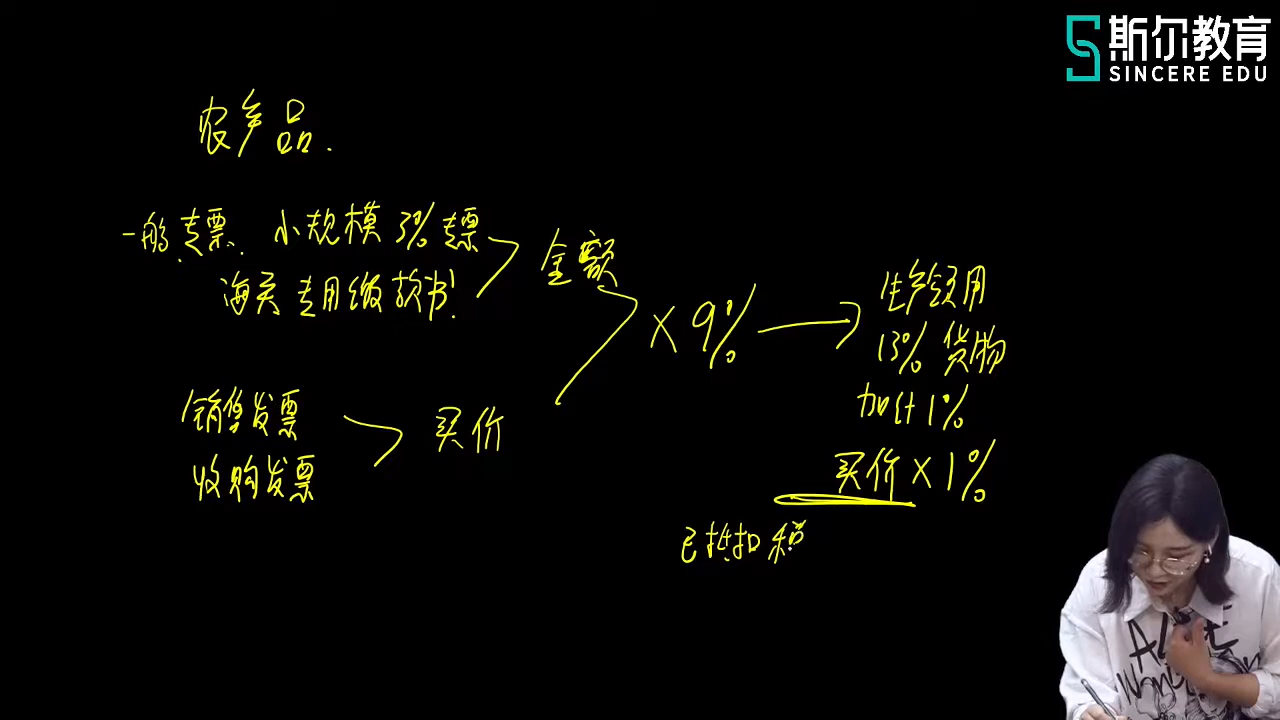 斯尔教育
SINCERE EDU
农产品.
一般专票、小规模3%专票
海关专用缴款书!
金额
销售发票
收购发票
买价
×9%
生产领用
13%货物
加计1%
买价×1%
已抵扣税